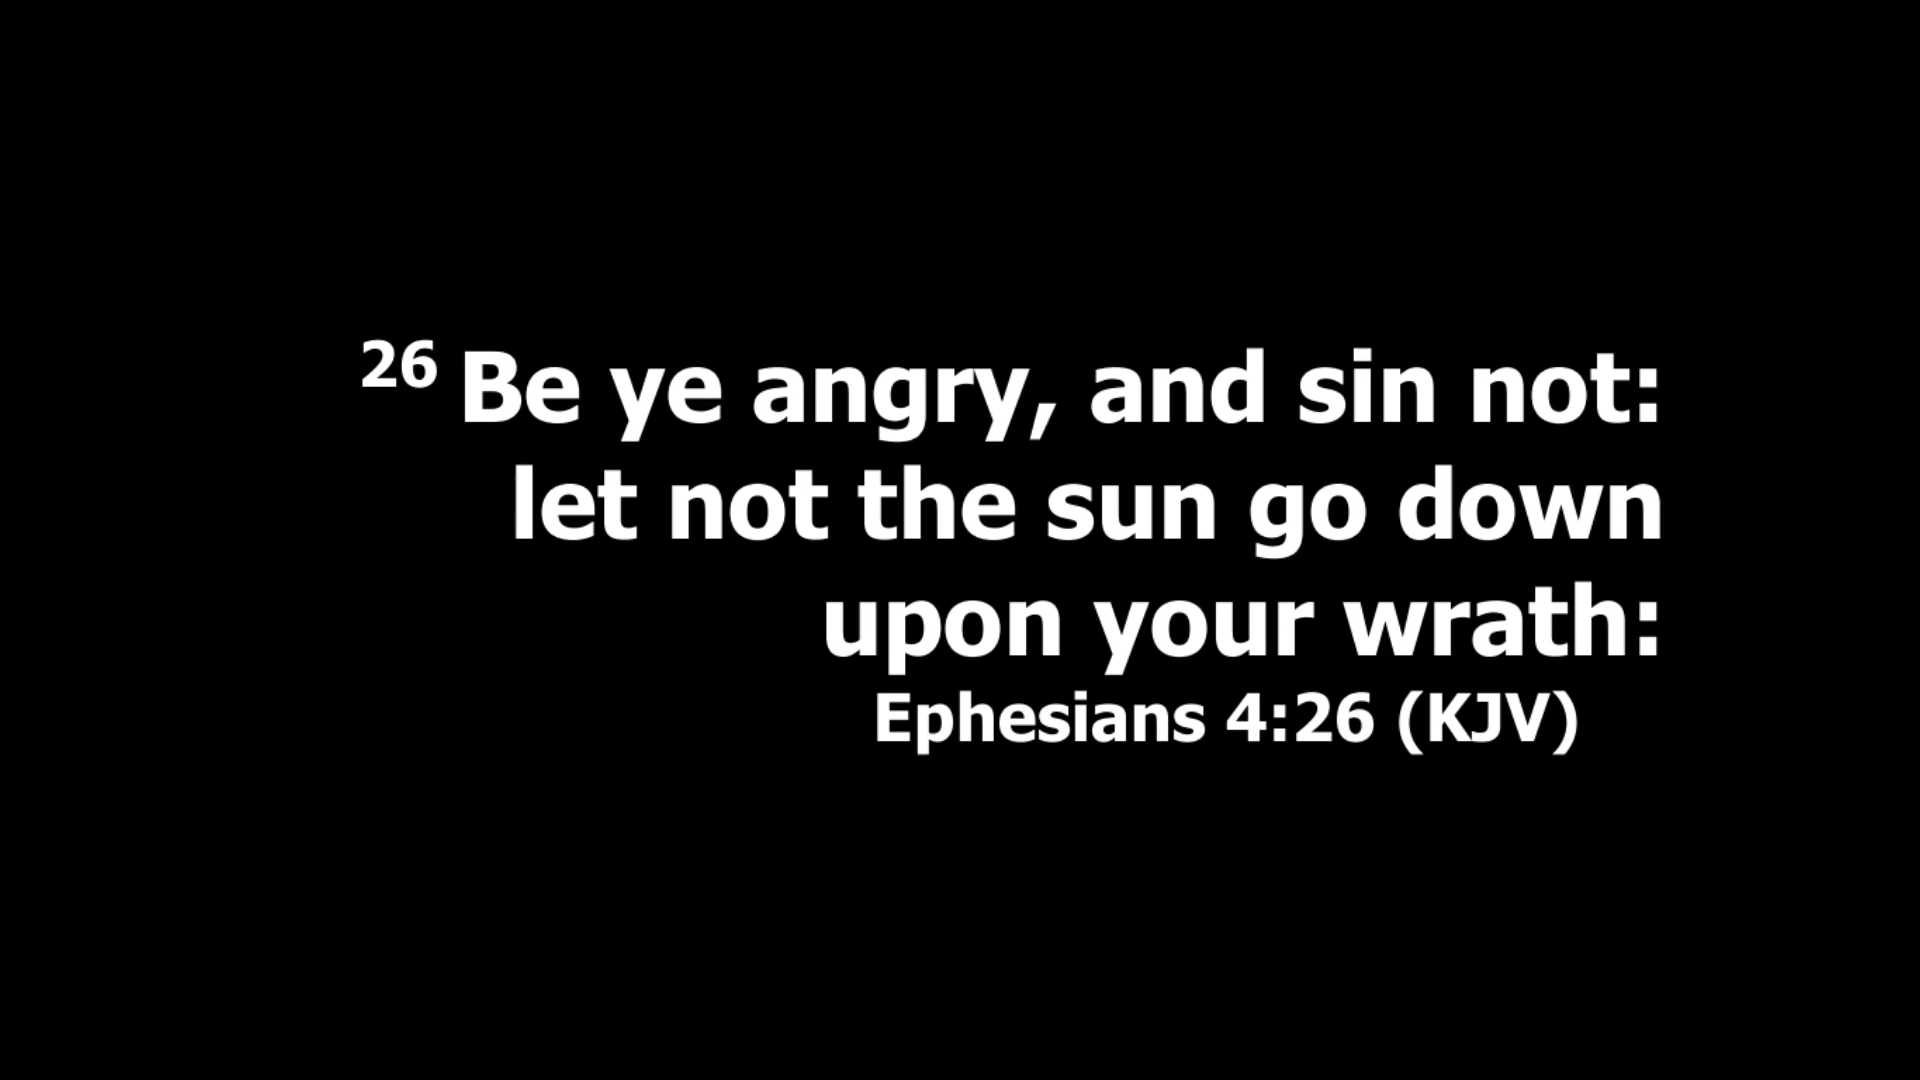 26 Be ye angry, and sin not:
let not the sun go down
upon your wrath:
Ephesians 4:26 (KJV)